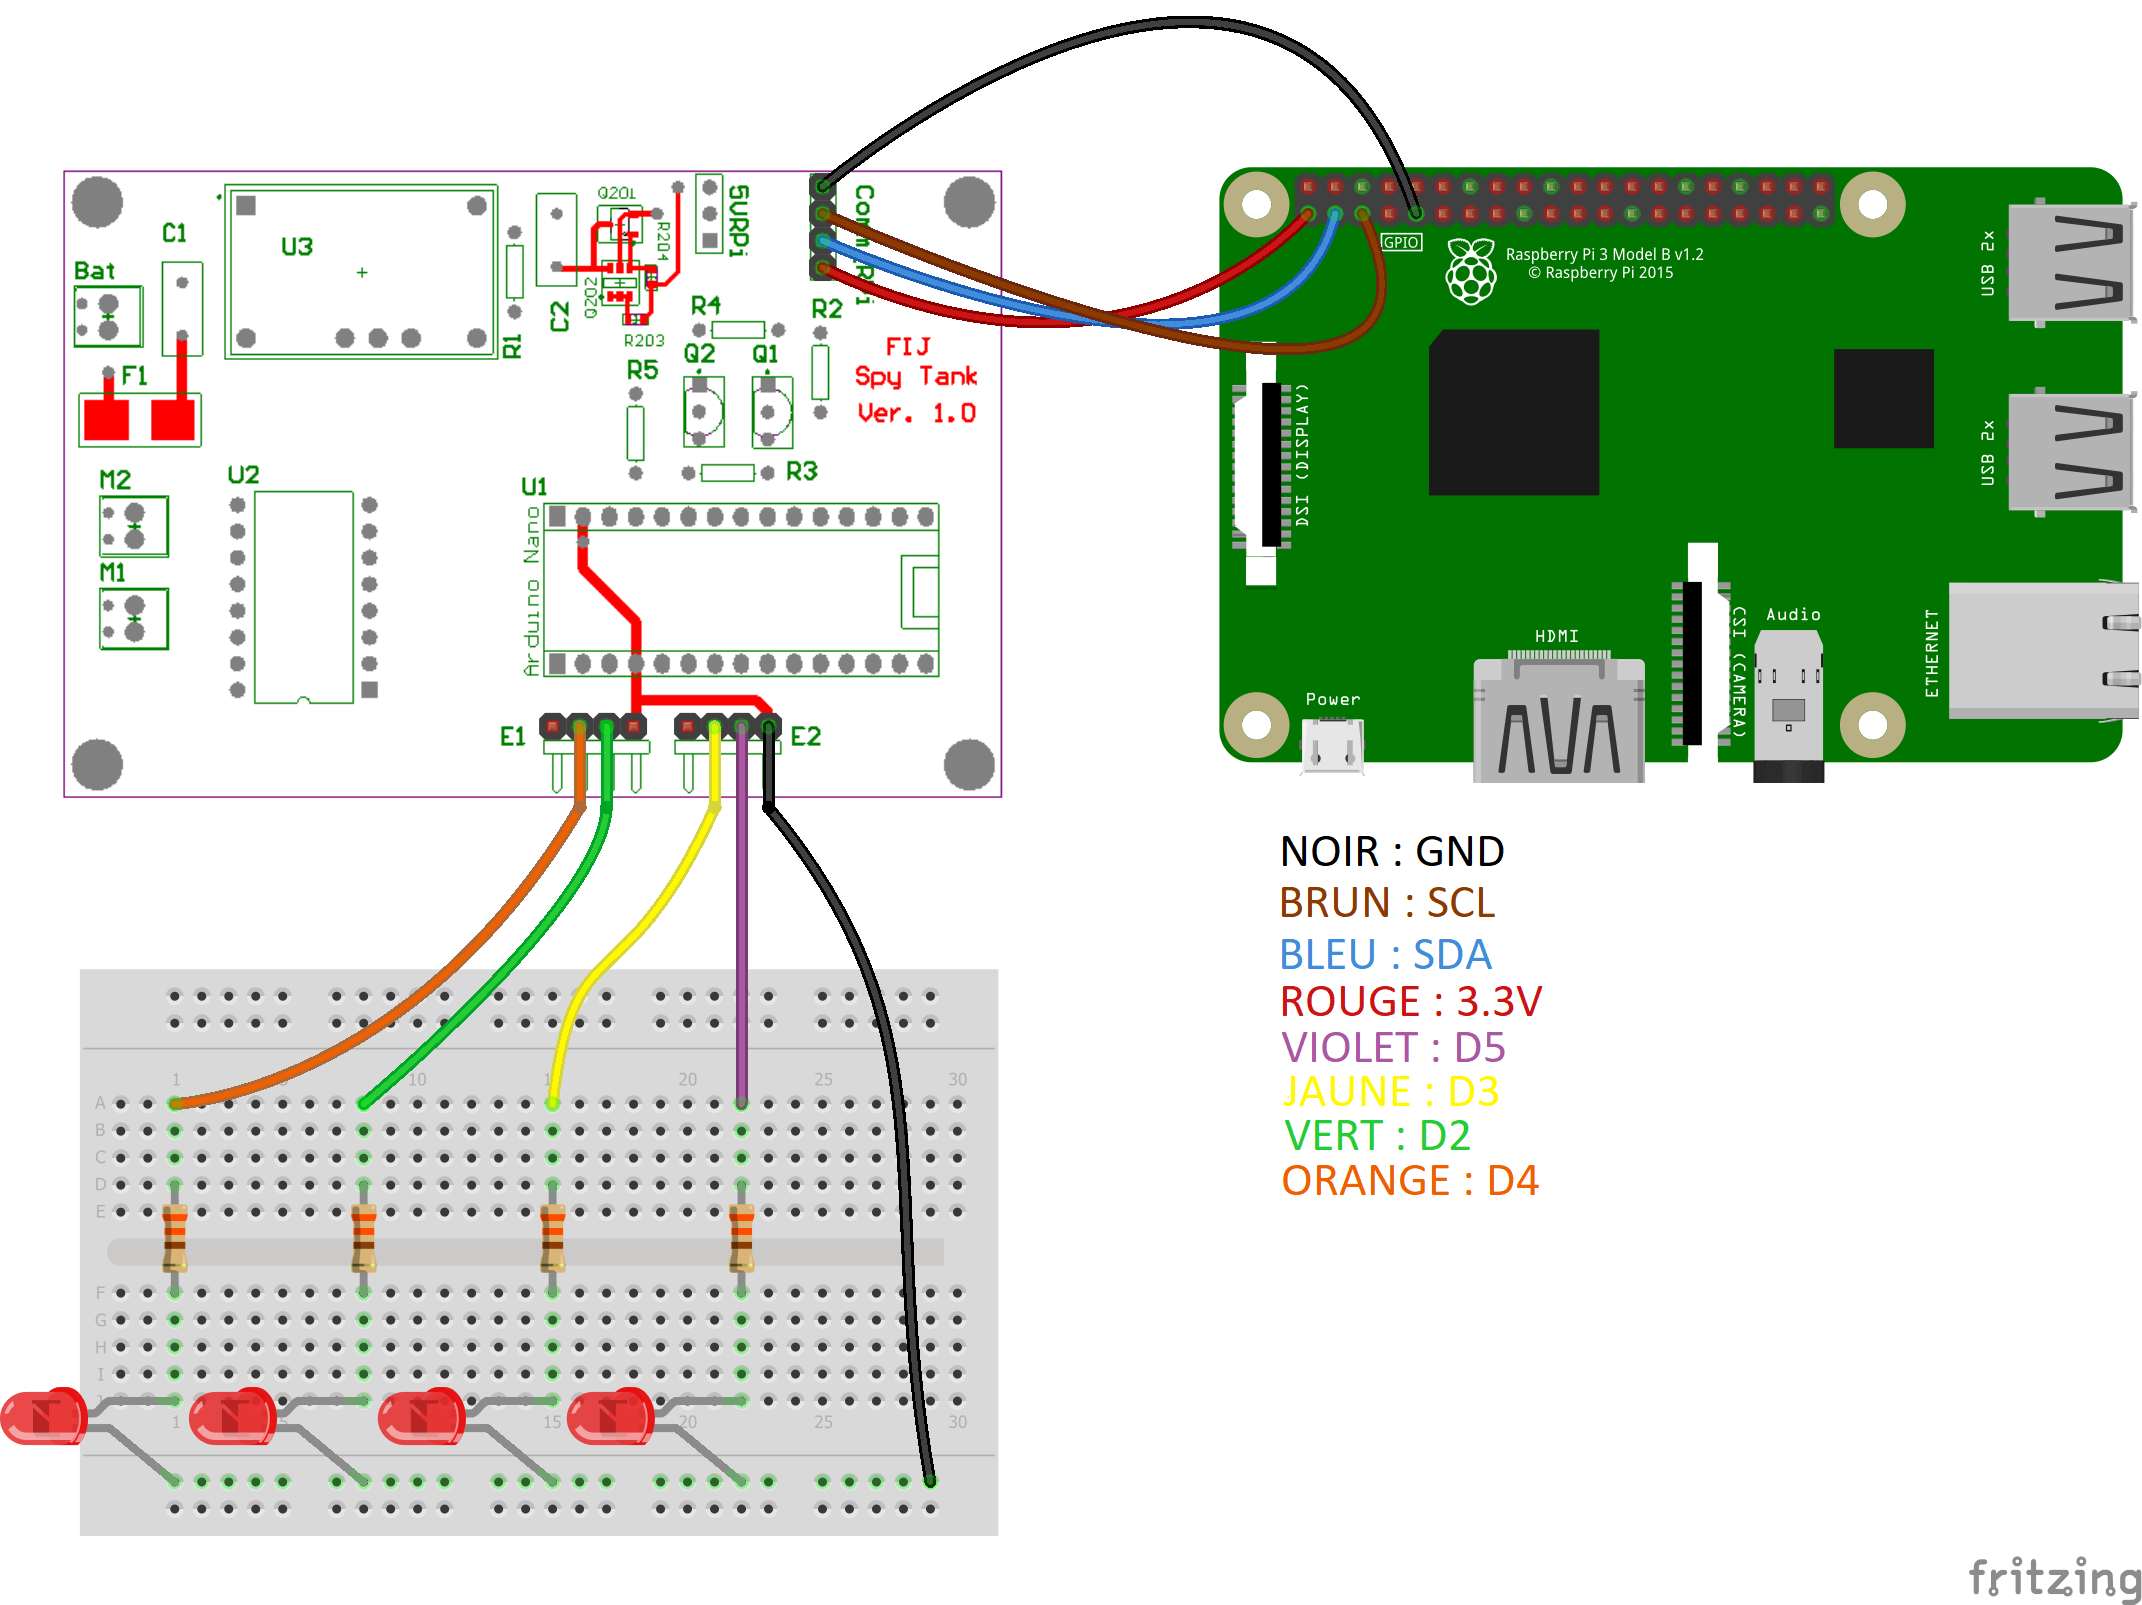 Q201
R204
5VRPi
Comm RPi
C1
U3
Bat
C2
Q202
R203
R1
R4
R2
F1
R5
Q2
Q1
FIJ
Spy Tank
Ver. 1.0
M2
U2
U1
R3
Arduino Nano
M1
E1
E2
GPIO
Raspberry Pi 3 Model B v1.2
© Raspberry Pi 2015
USB 2x
USB 2x
DSI (DISPLAY)
HDMI
CSI (CAMERA)
Audio
ETHERNET
Power
NOIR : GND
BRUN : SCL
BLEU : SDA
ROUGE : 3.3V
VIOLET : D5
JAUNE : D3
VERT : D2
ORANGE : D4
1 10 20 25 30
A
B
C
D
E
F
G
H
I
1 15 20 25 30
fritzing